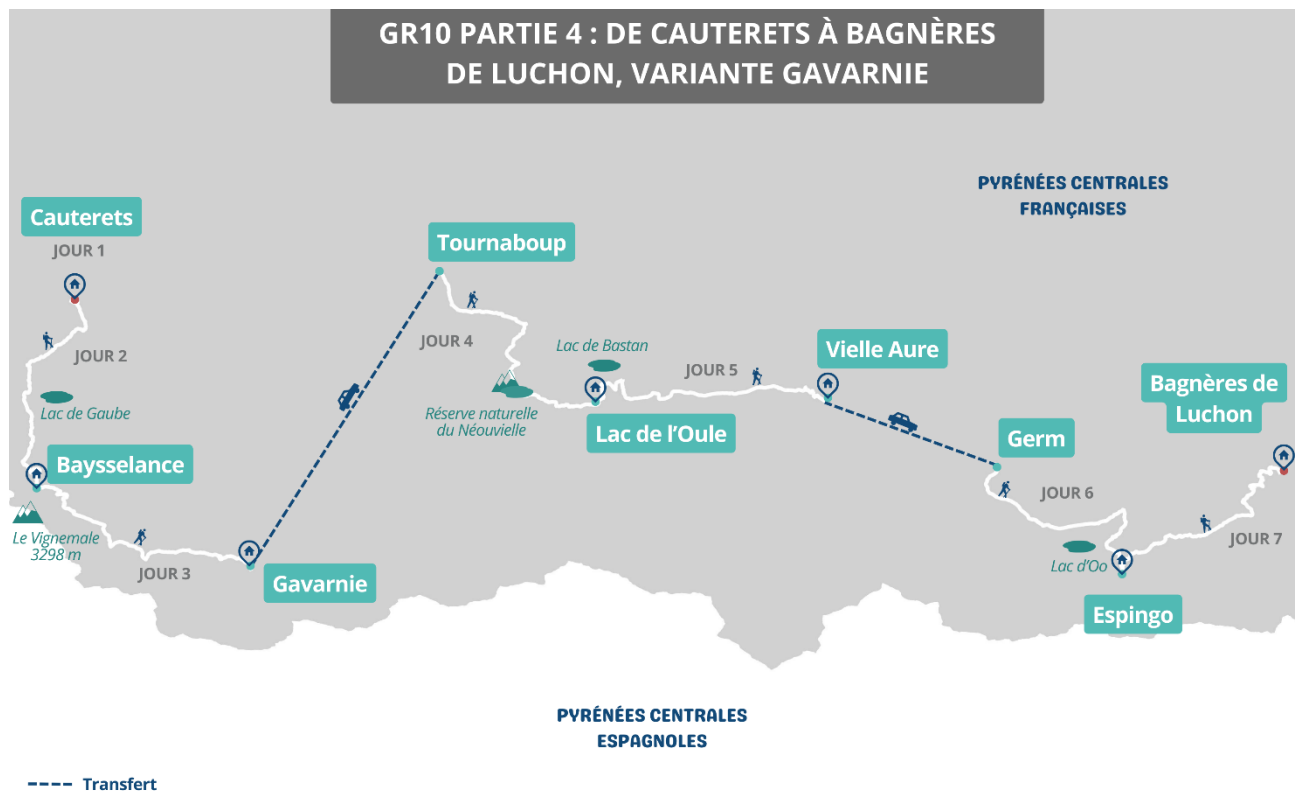 GR10 PARTIE 4 : DE CAUTERETS À BAGNÈRES
DE LUCHON, VARIANTE GAVARNIE
PYRÉNÉES CENTRALES
FRANÇAISES
Cauterets
JOUR 1
JOUR 2
Lac de Gaube
Baysselance
Le Vignemale
3298 m
JOUR 3
Gavarnie
Tournaboup
JOUR 4
Réserve naturelle
du Néouvielle
Lac de Bastan
Lac de l'Oule
JOUR 5
Vielle Aure
Germ
JOUR 6
Lac d'Oo
Espingo
JOUR 7
Bagnères de
Luchon
PYRÉNÉES CENTRALES
ESPAGNOLES
Transfert